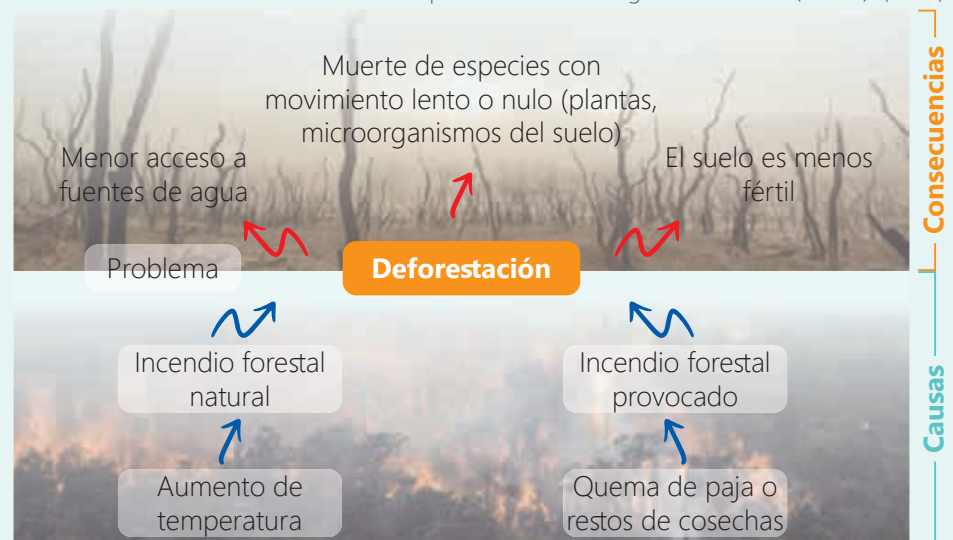 Muerte de especies con
movimiento lento o nulo (plantas,
microorganismos del suelo)
Menor acceso a
fuentes de agua
El suelo es menos
fértil
Consecuencias
Problema
Deforestación
Incendio forestal
natural
Incendio forestal
provocado
Causas
Aumento de
temperatura
Quema de paja o
restos de cosechas